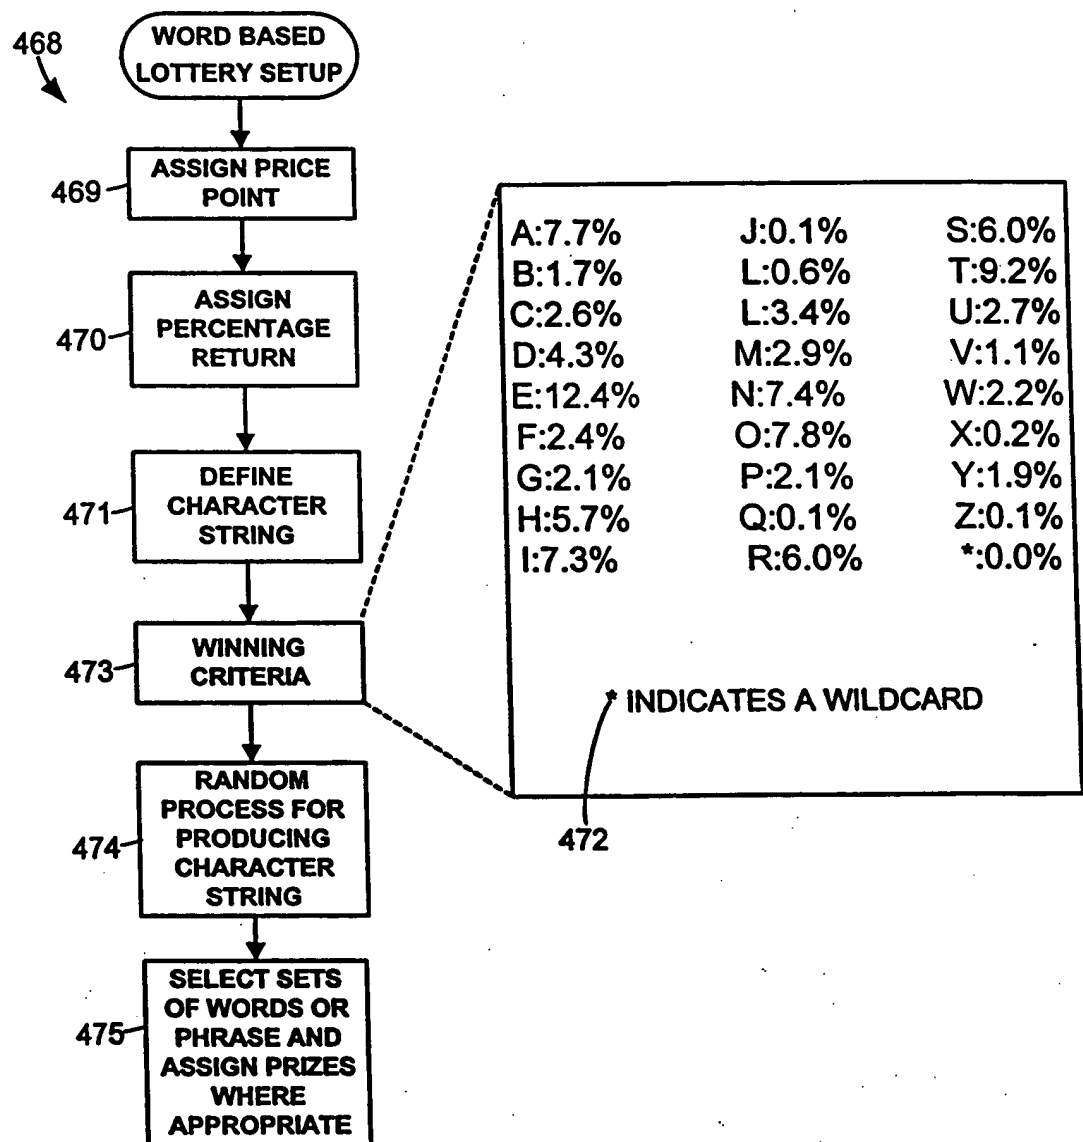 468
WORD BASED
LOTTERY SETUP
469
ASSIGN PRICE
POINT
470
ASSIGN
PERCENTAGE
RETURN
471
DEFINE
CHARACTER
STRING
473
WINNING
CRITERIA
474
RANDOM
PROCESS FOR
PRODUCING
CHARACTER
STRING
475
SELECT SETS
OF WORDS OR
PHRASE AND
ASSIGN PRIZES
WHERE
APPROPRIATE
A:7.7% J:0.1% S:6.0%
B:1.7% L:0.6% T:9.2%
C:2.6% L:3.4% U:2.7%
D:4.3% M:2.9% V:1.1%
E:12.4% N:7.4% W:2.2%
F:2.4% O:7.8% X:0.2%
G:2.1% P:2.1% Y:1.9%
H:5.7% Q:0.1% Z:0.1%
I:7.3% R:6.0% *:0.0%
* INDICATES A WILDCARD
472